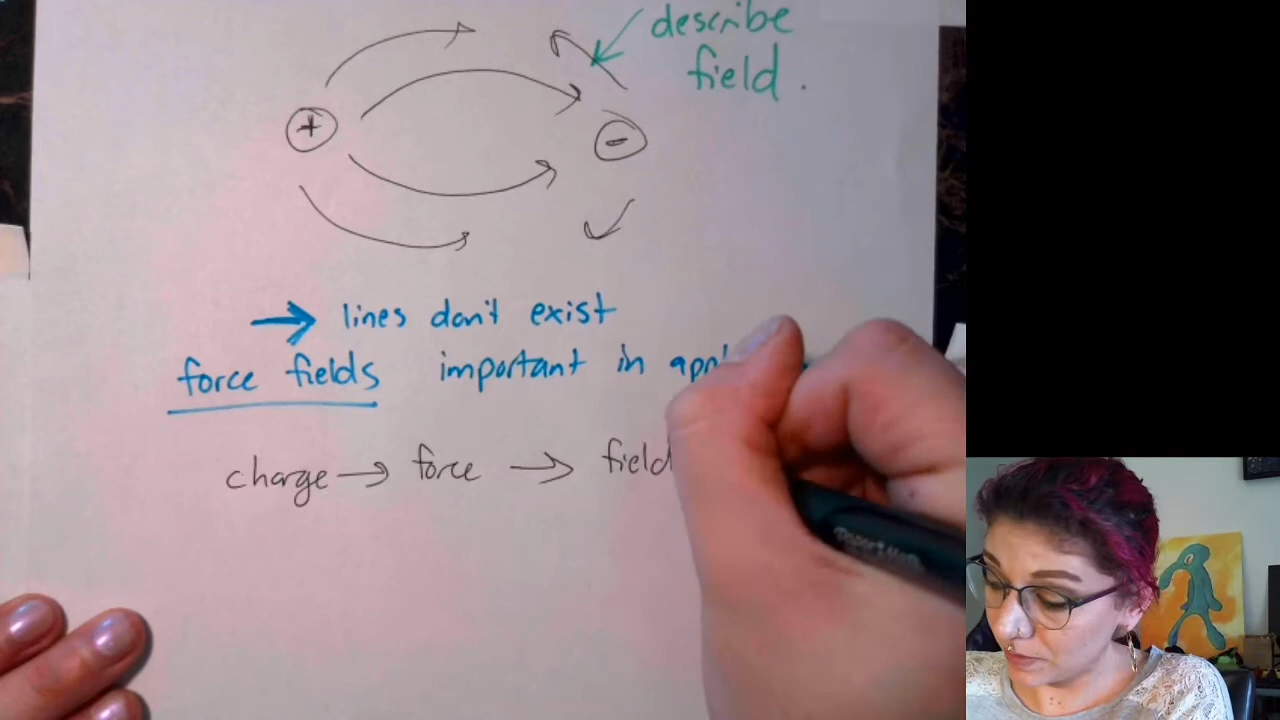 describe
field.
+
-
→ lines don't exist
force fields important in
charge → force → field